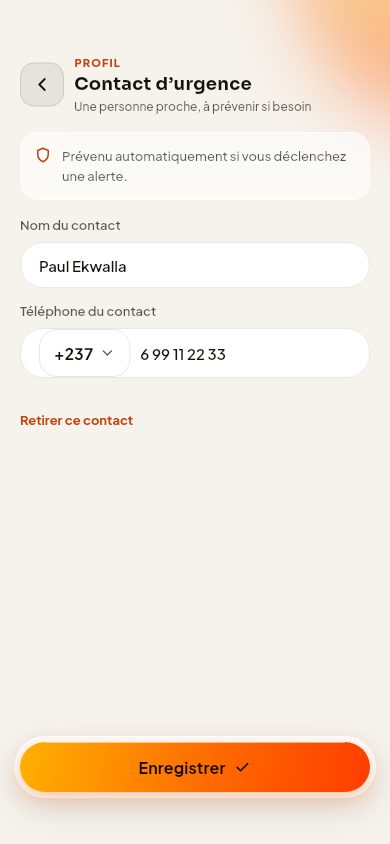 PROFIL
Contact d’urgence
Une personne proche, à prévenir si besoin
Prévenu automatiquement si vous déclenchez
une alerte.
Nom du contact
Paul Ekwalla
Téléphone du contact
+237 6 99 11 22 33
Retirer ce contact
Enregistrer